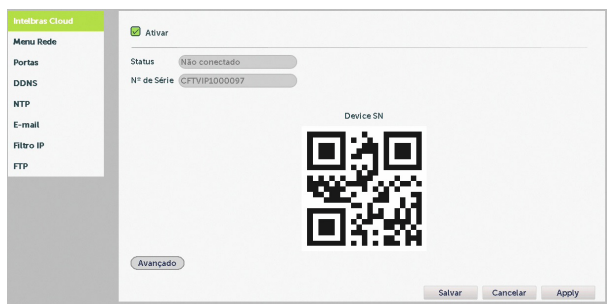 Intelbras Cloud
Menu Rede
Portas
DDNS
NTP
E-mail
Filtro IP
FTP
Ativar
Status Não conectado
Nº de Série CFTVIP1000097
Device SN
Avançado
Salvar Cancelar Apply